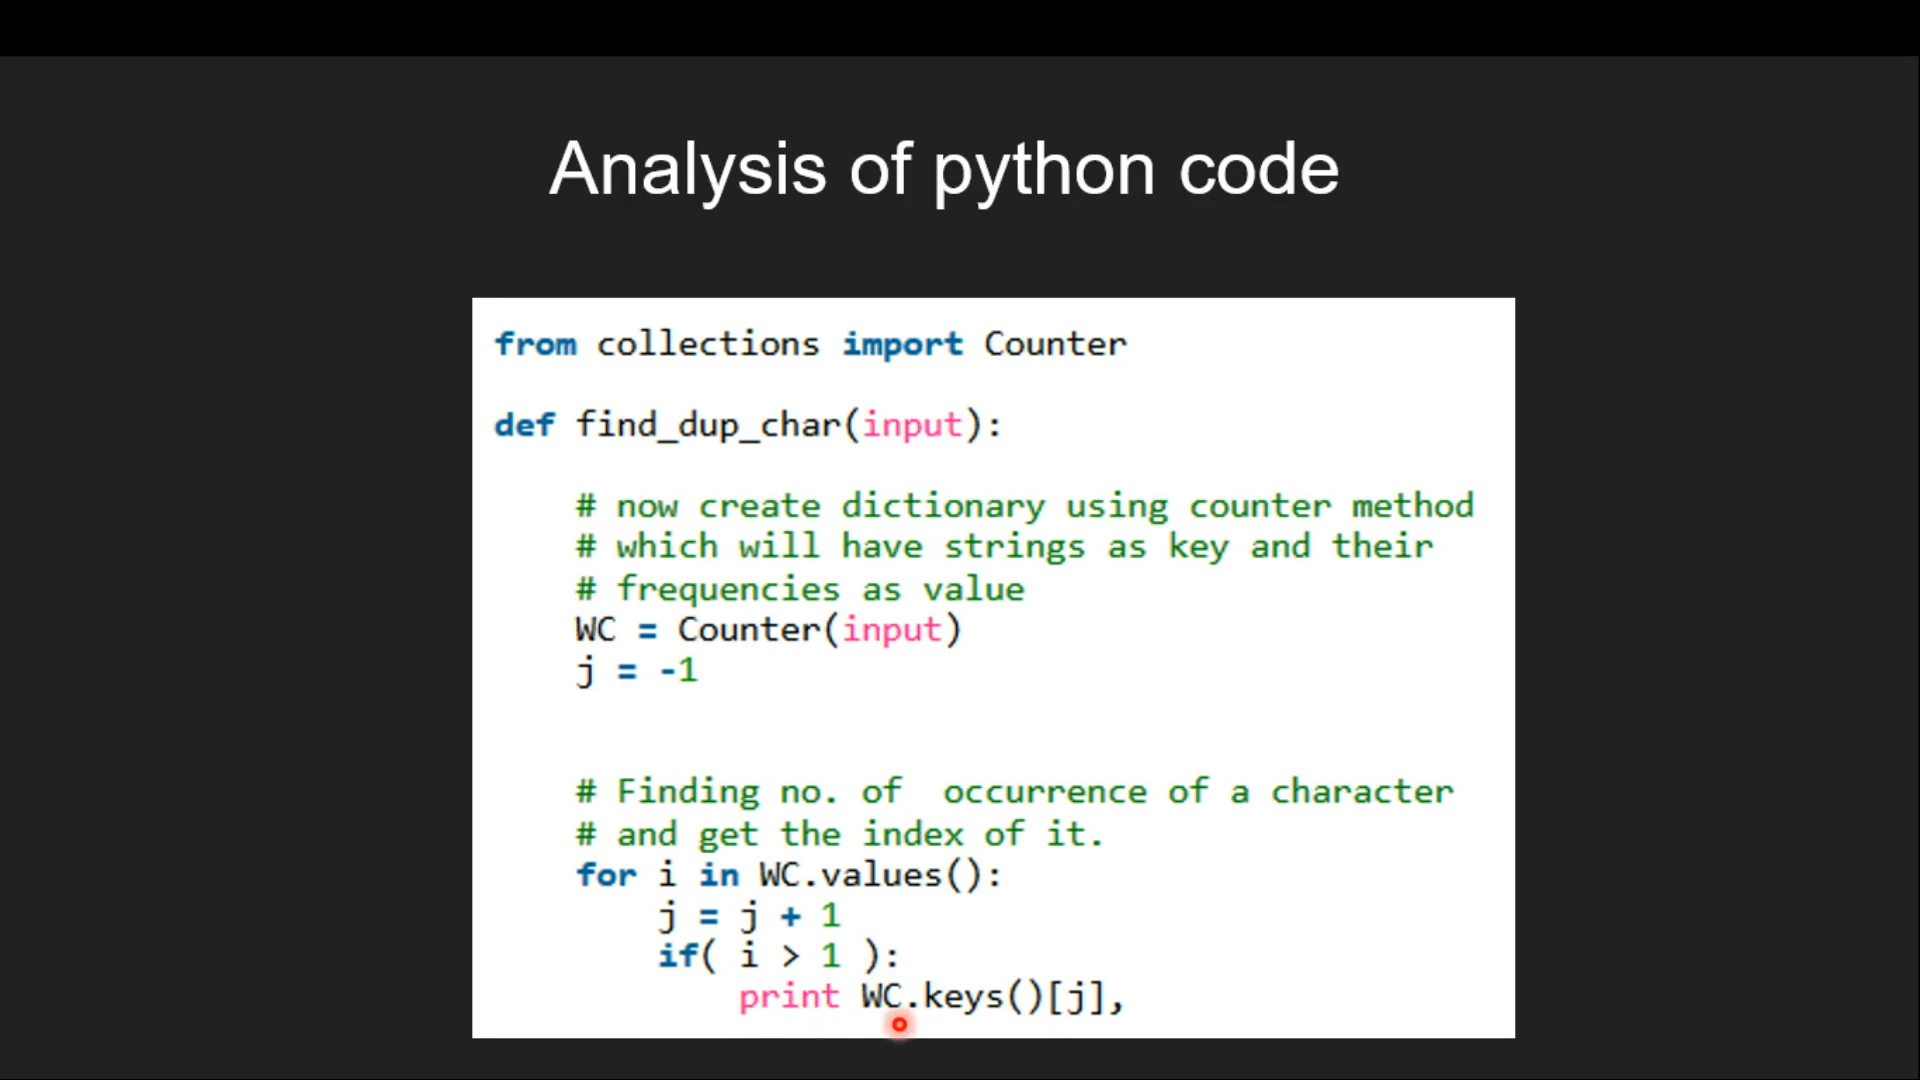 Analysis of python code
from collections import Counter
def find_dup_char(input):
# now create dictionary using counter method
# which will have strings as key and their
# frequencies as value
WC = Counter(input)
j = -1
# Finding no. of  occurrence of a character
# and get the index of it.
for i in WC.values():
j = j + 1
if( i > 1 ):
print WC.keys()[j],